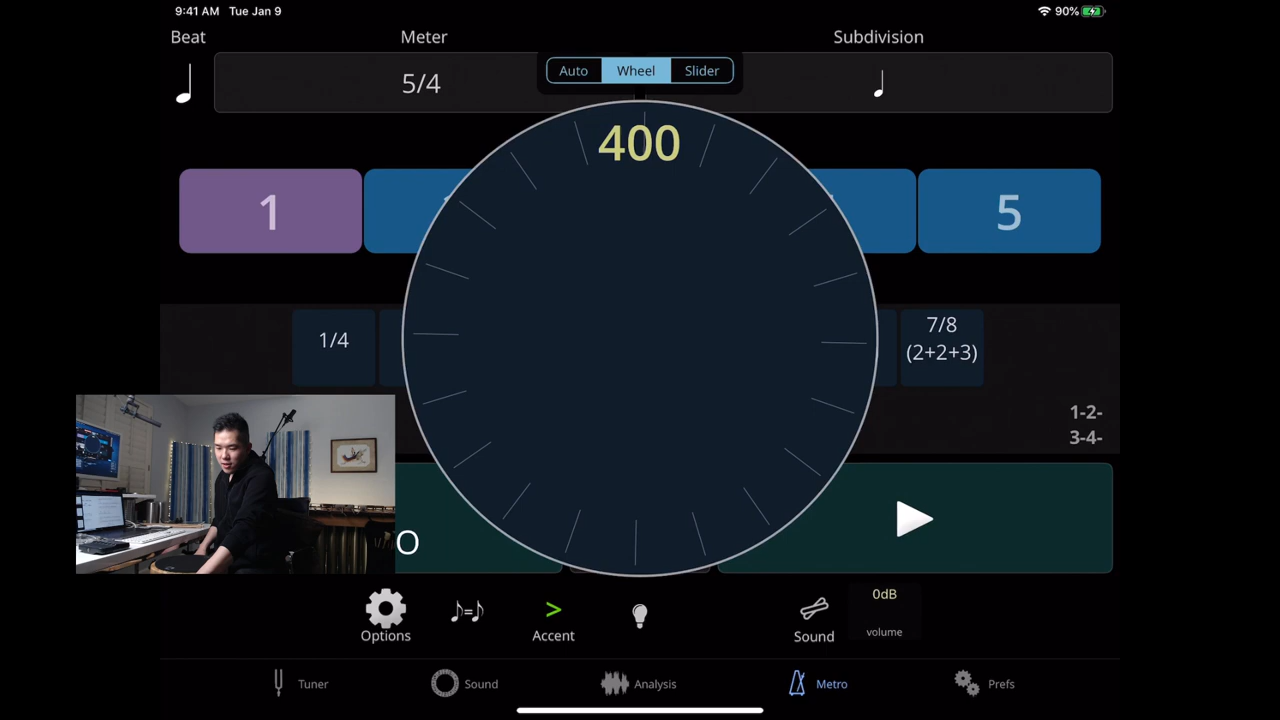 9:41 AM Tue Jan 9
90%
Beat
Meter
Subdivision
Auto
Wheel
Slider
5/4
400
1
5
1/4
7/8
(2+2+3)
1-2-
3-4-
Options
=
>
Accent
Sound
0dB
volume
Tuner
Sound
Analysis
Metro
Prefs